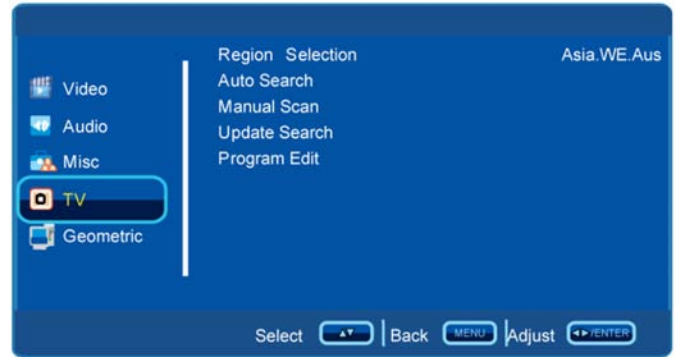 Video
Audio
Misc
TV
Geometric
Region Selection Asia.WE.Aus
Auto Search
Manual Scan
Update Search
Program Edit
Select ▲▼ Back MENU Adjust ◄►/ENTER